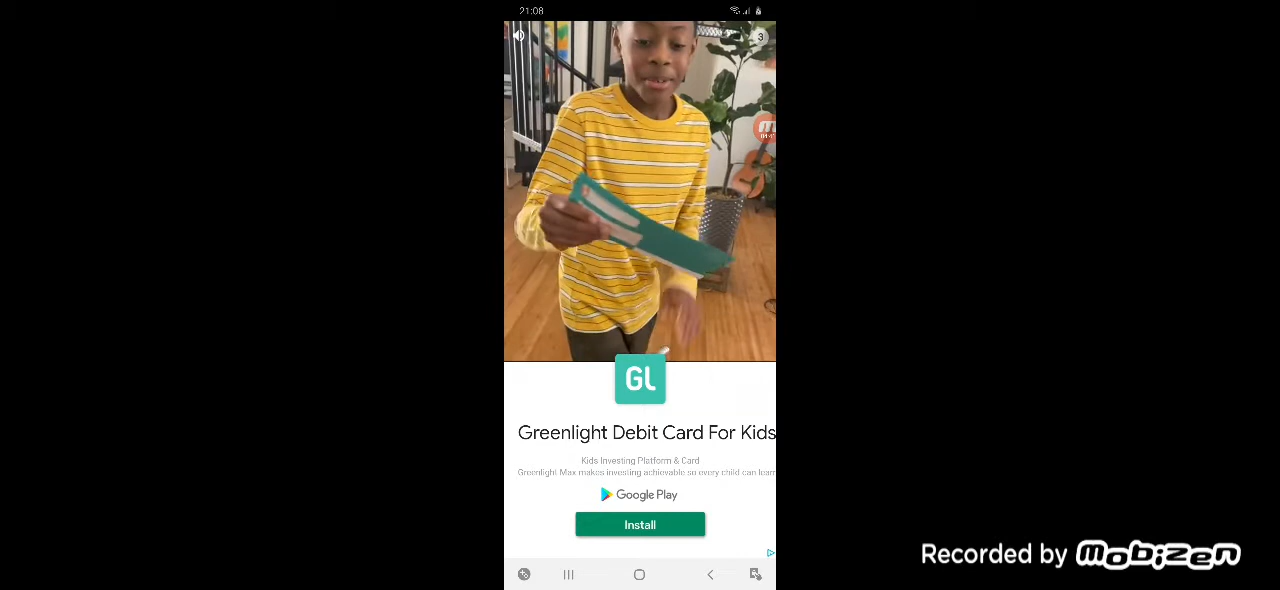 21:08
3
GL
Greenlight Debit Card For Kids
Kids Investing Platform & Card
Greenlight Max makes investing achievable so every child can learn
Google Play
Install
Recorded by mobizen